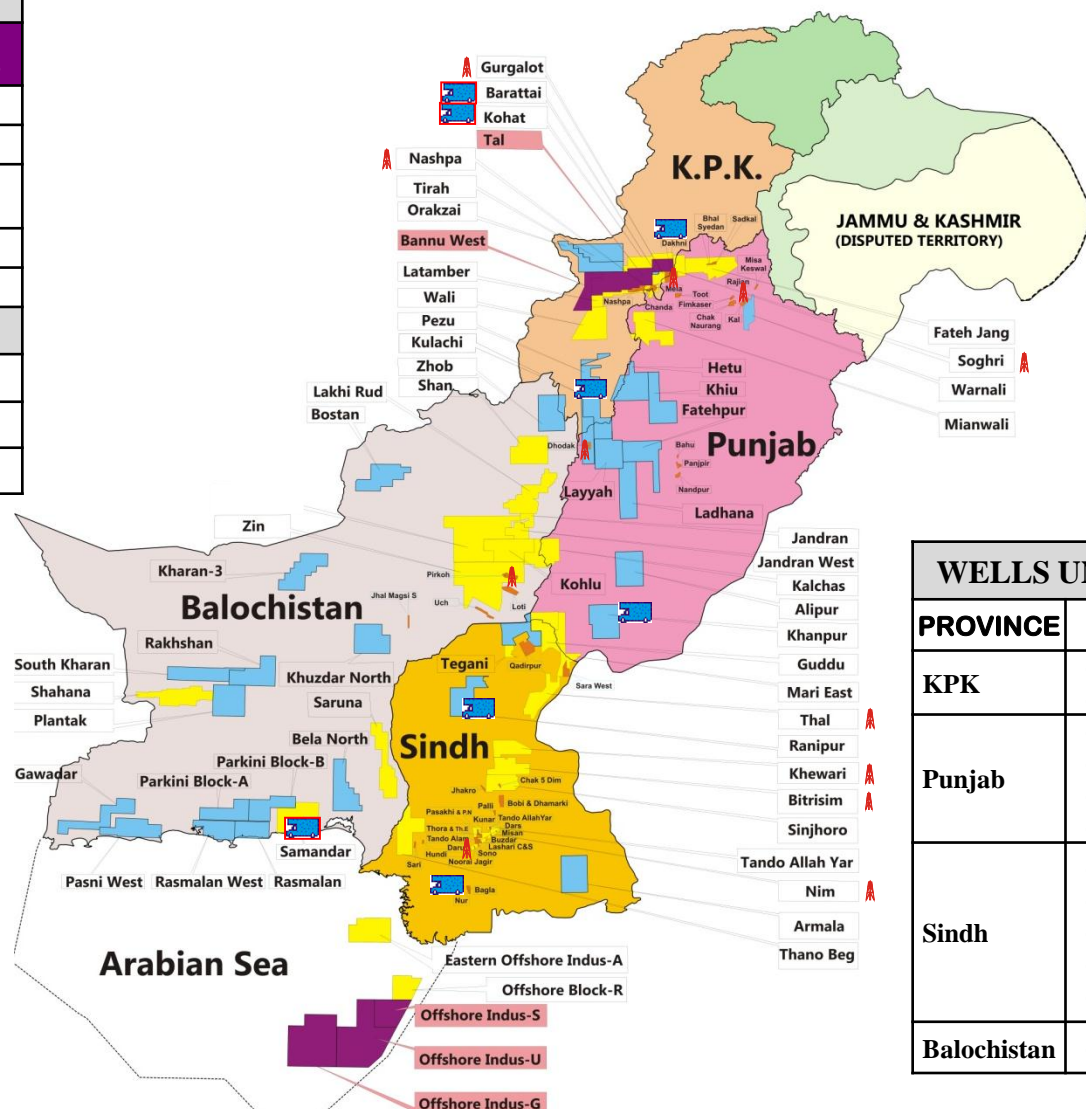 Gurgalot
Barattai
Kohat
Tal
Nashpa
Tirah
Orakzai
Bannu West
Latamber
Wali
Pezu
Kulachi
Zhob
Shan
Lakhi Rud
Bostan
K.P.K.
JAMMU & KASHMIR
(DISPUTED TERRITORY)
Bhal
Syedan
Sadkal
Dakhni
Misa
Keswal
Rajian
Mela
Toot
Nashpa
Chanda
Fimkaser
Chak
Naurang
Kal
Fateh Jang
Soghri
Warnali
Mianwali
Hetu
Khiu
Fatehpur
Punjab
Dhodak
Bahu
Panjpir
Nandpur
Layyah
Ladhana
Zin
Jandran
Jandran West
Kalchas
Alipur
Khanpur
Guddu
Mari East
Thal
Ranipur
Khewari
Bitrisim
Sinjhoro
Tando Allah Yar
Nim
Armala
Thano Beg
Kharan-3
Pirkoh
Kohlu
Balochistan
Jhal Magsi S
Uch
Loti
Rakhshan
South Kharan
Shahana
Plantak
Khuzdar North
Saruna
Tegani
Qadirpur
Sara West
Sindh
Bela North
Parkini Block-B
Parkini Block-A
Gawadar
Samandar
Pasni West
Rasmalan West
Rasmalan
Chak 5 Dim
Jhakro
Palli
Bobi & Dhamarki
Pasakhi & P.N
Kunar
Tando AllahYar
Dars
Thora & Th.E
Misan
Tando Alam
Buzdar
Daru
Lashari C&S
Hundi
Sono
Sari
Noorai Jagir
Bagla
Nur
Arabian Sea
Eastern Offshore Indus-A
Offshore Block-R
Offshore Indus-S
Offshore Indus-U
Offshore Indus-G
WELLS UN
PROVINCE
KPK
Punjab
Sindh
Balochistan